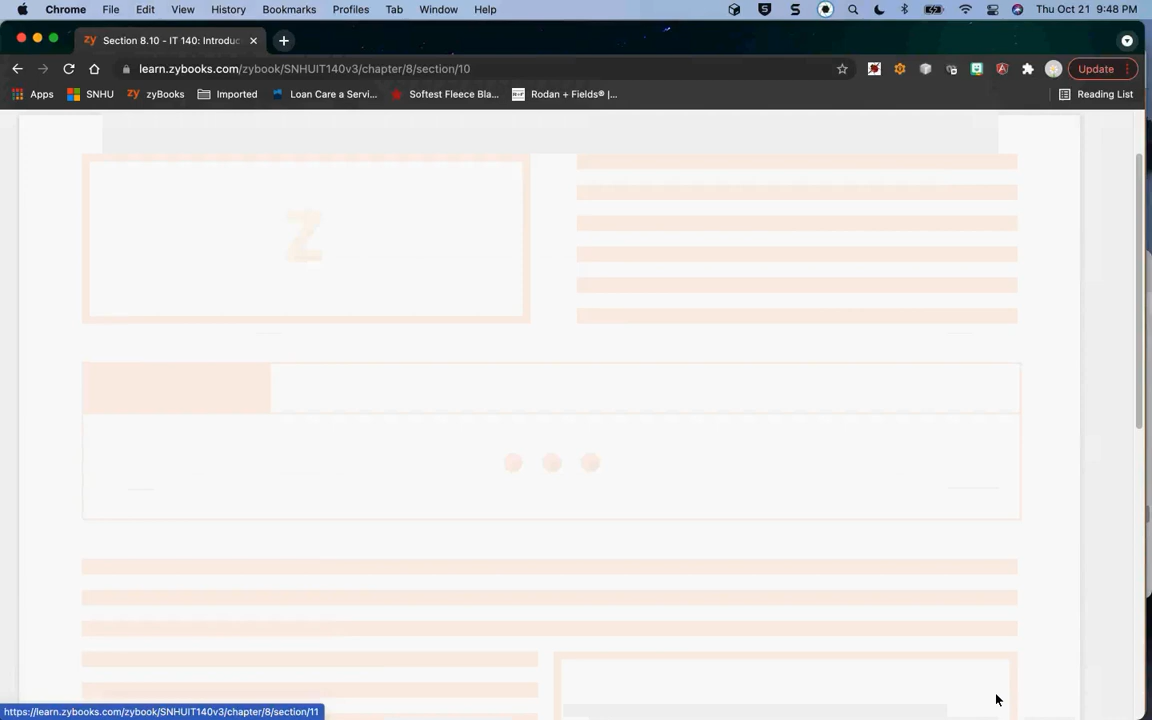 Chrome File Edit View History Bookmarks Profiles Tab Window Help Thu Oct 21 9:48 PM
zy Section 8.10 - IT 140: Introduc
learn.zybooks.com/zybook/SNHUIT140v3/chapter/8/section/10 Update
Apps SNHU zy zyBooks Imported Loan Care a Servi... Softest Fleece Bla... R+F Rodan + Fields® |... Reading List
Z
https://learn.zybooks.com/zybook/SNHUIT140v3/chapter/8/section/11